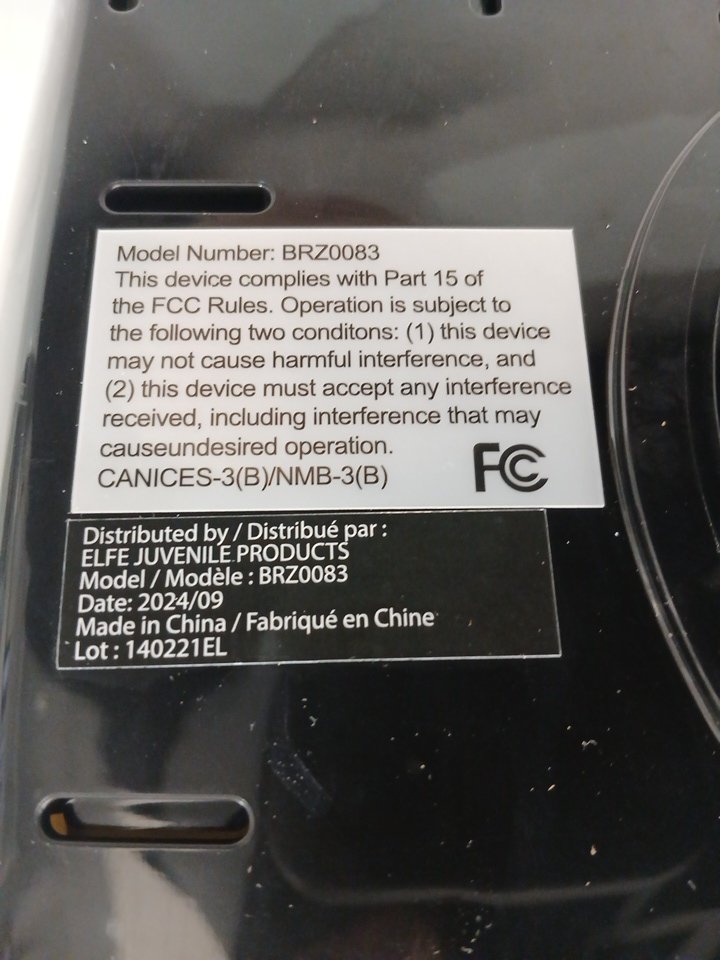 Model Number: BRZ0083
This device complies with Part 15 of
the FCC Rules. Operation is subject to
the following two conditons: (1) this device
may not cause harmful interference, and
(2) this device must accept any interference
received, including interference that may
causeundesired operation.
CANICES-3(B)/NMB-3(B)
FC
Distributed by / Distribué par :
ELFE JUVENILE PRODUCTS
Model / Modèle : BRZ0083
Date: 2024/09
Made in China / Fabriqué en Chine
Lot : 140221EL